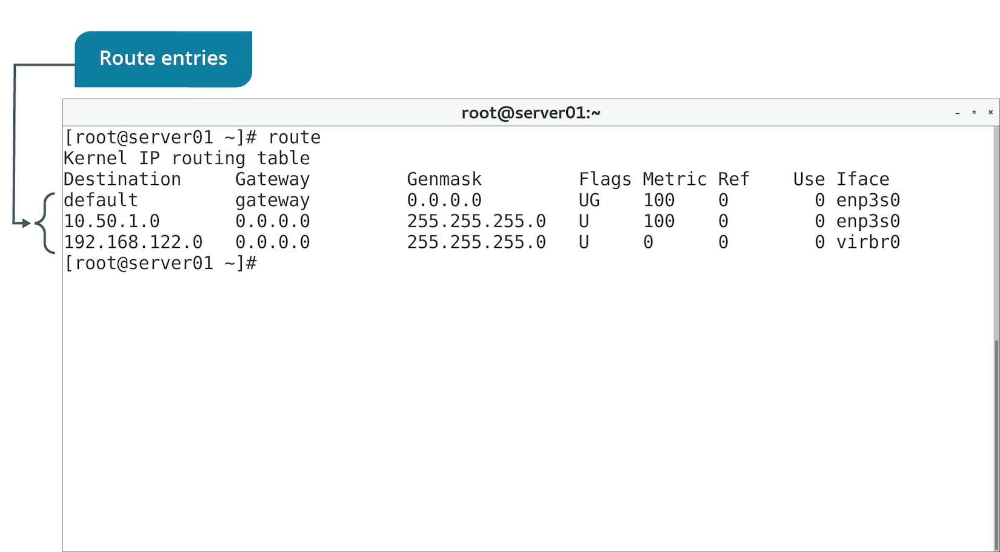 Route entries
root@server01:~
[root@server01 ~]# route
Kernel IP routing table
Destination     Gateway         Genmask         Flags Metric Ref    Use Iface
default         gateway         0.0.0.0         UG    100    0        0 enp3s0
10.50.1.0       0.0.0.0         255.255.255.0   U     100    0        0 enp3s0
192.168.122.0   0.0.0.0         255.255.255.0   U     0      0        0 virbr0
[root@server01 ~]#